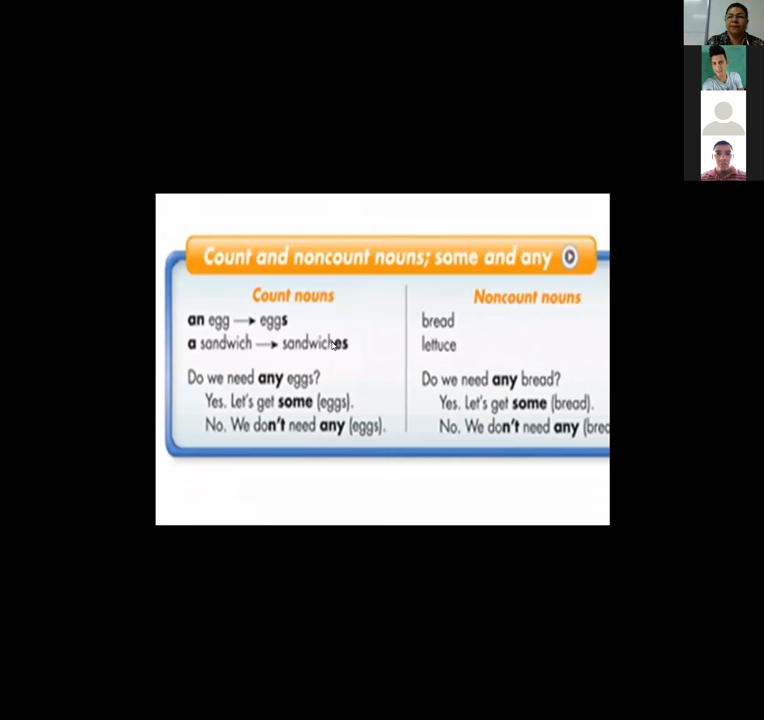 Count and noncount nouns; some and any
Count nouns
an egg → eggs
a sandwich → sandwiches
Do we need any eggs?
Yes. Let's get some (eggs).
No. We don't need any (eggs).
Noncount nouns
bread
lettuce
Do we need any bread?
Yes. Let's get some (bread).
No. We don't need any (brea